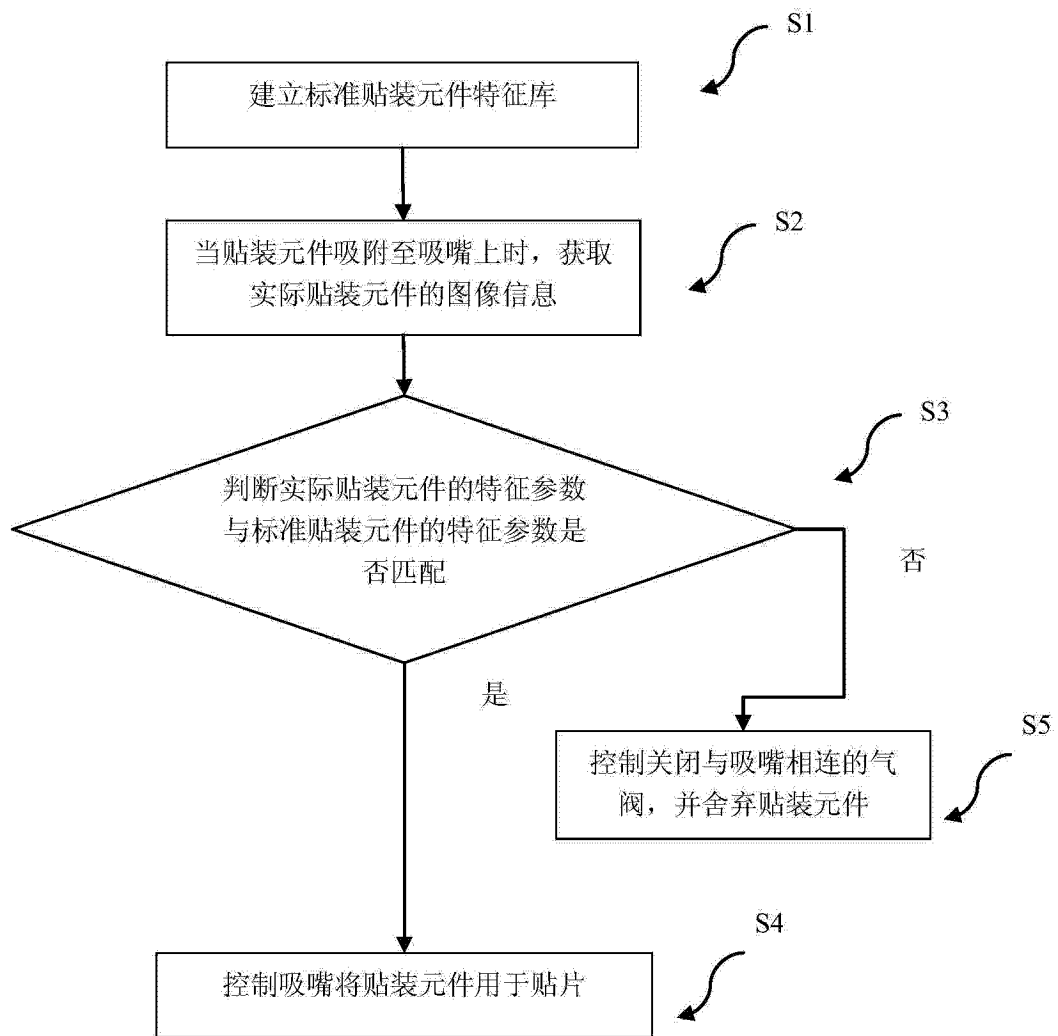 S1
建立标准贴装元件特征库
S2
当贴装元件吸附至吸嘴上时，获取
实际贴装元件的图像信息
S3
判断实际贴装元件的特征参数
与标准贴装元件的特征参数是
否匹配
否
是
S5
控制关闭与吸嘴相连的气
阀，并舍弃贴装元件
S4
控制吸嘴将贴装元件用于贴片